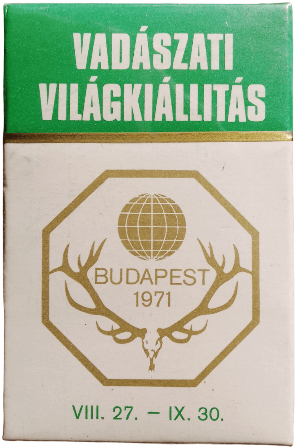 VADÁSZATI
VILÁGKIÁLLITÁS
BUDAPEST
1971
VIII. 27. – IX. 30.